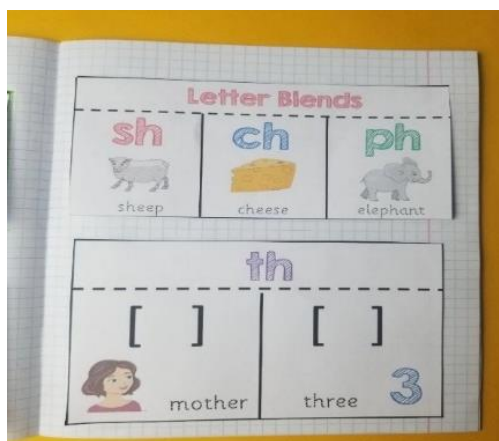 Letter Blends
sh ch ph
sheep cheese elephant
th
[ ] [ ]
mother three 3